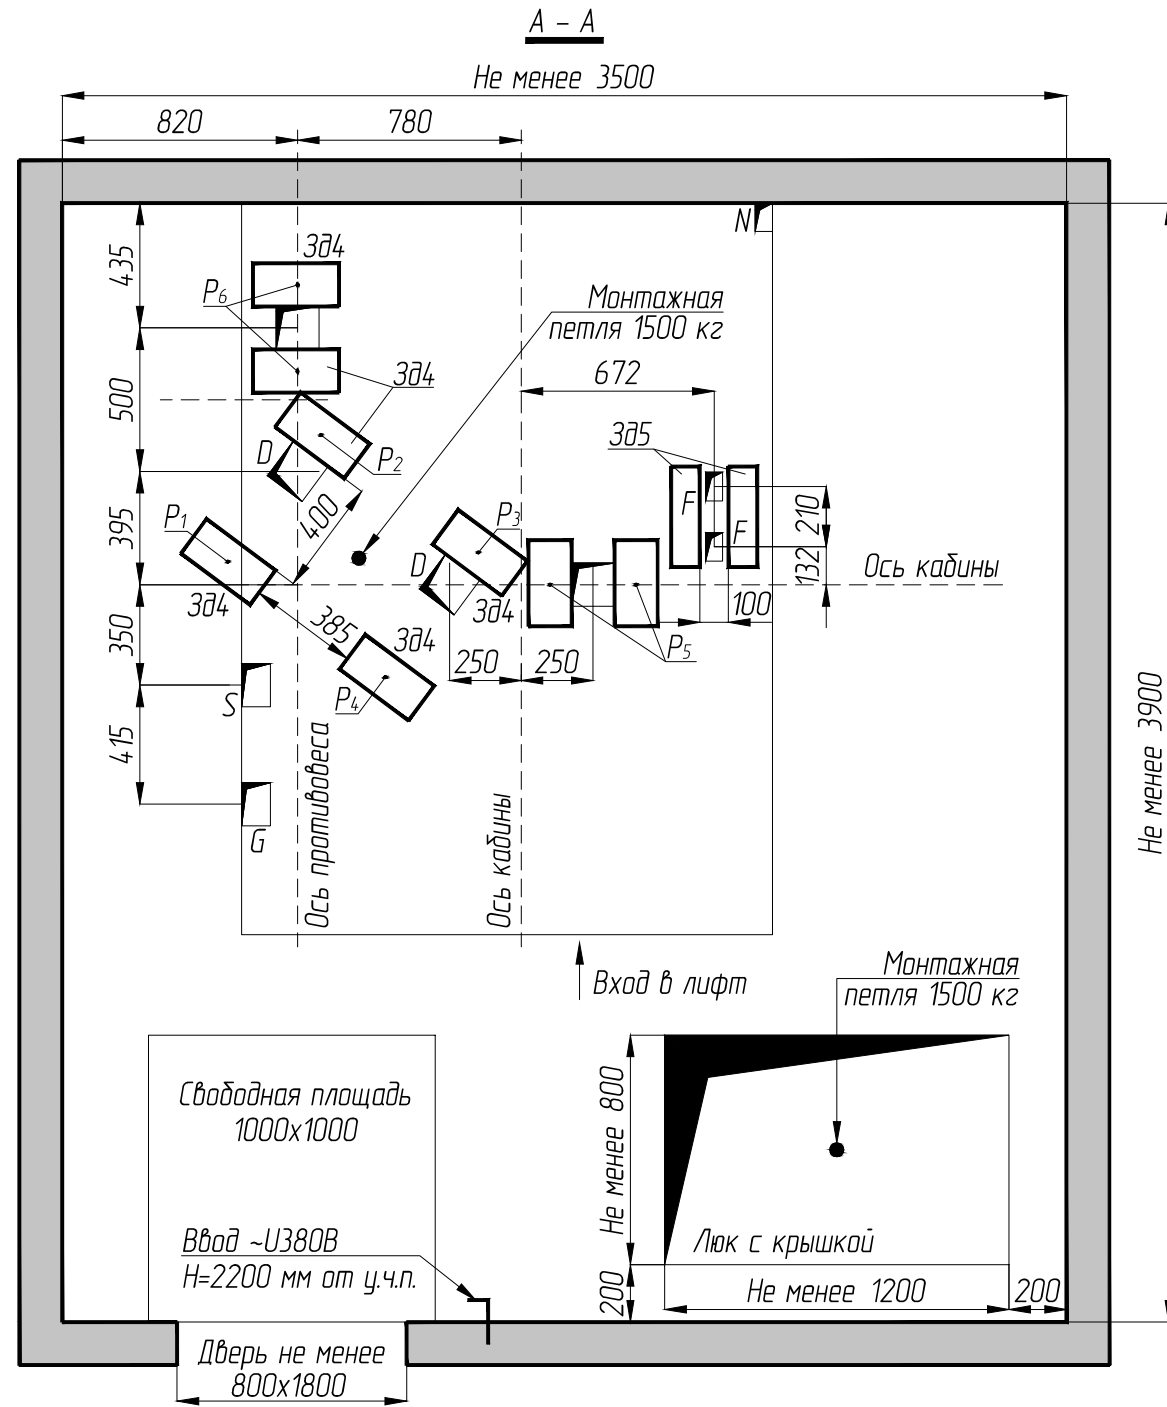 А – А
Не менее 3500
820
780
N
435
Зд4
P6
Монтажная
петля 1500 кг
672
500
Зд4
Зд5
D
P2
F
F
210
400
395
P1
P3
132
Ось кабины
D
Зд4
Зд4
100
385
Зд4
350
P5
250
250
P4
S
415
G
Ось противовеса
Ось кабины
Не менее 3900
Вход в лифт
Монтажная
петля 1500 кг
Свободная площадь
1000х1000
Не менее 800
Ввод ~U380В
Н=2200 мм от у.ч.п.
Люк с крышкой
200
Не менее 1200
200
Дверь не менее
800х1800